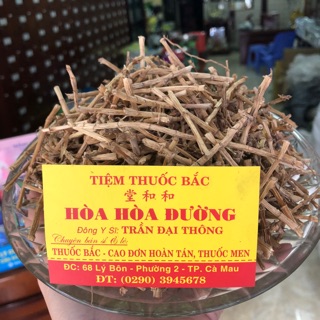 TIỆM THUỐC BẮC
堂和和
HÒA HÒA ĐƯỜNG
Đông Y Sĩ: TRẦN ĐẠI THÔNG
Chuyên bán sỉ & lẻ:
THUỐC BẮC - CAO ĐƠN HOÀN TÁN, THUỐC MEN
ĐC: 68 Lý Bôn - Phường 2 - TP. Cà Mau
ĐT: (0290) 3945678